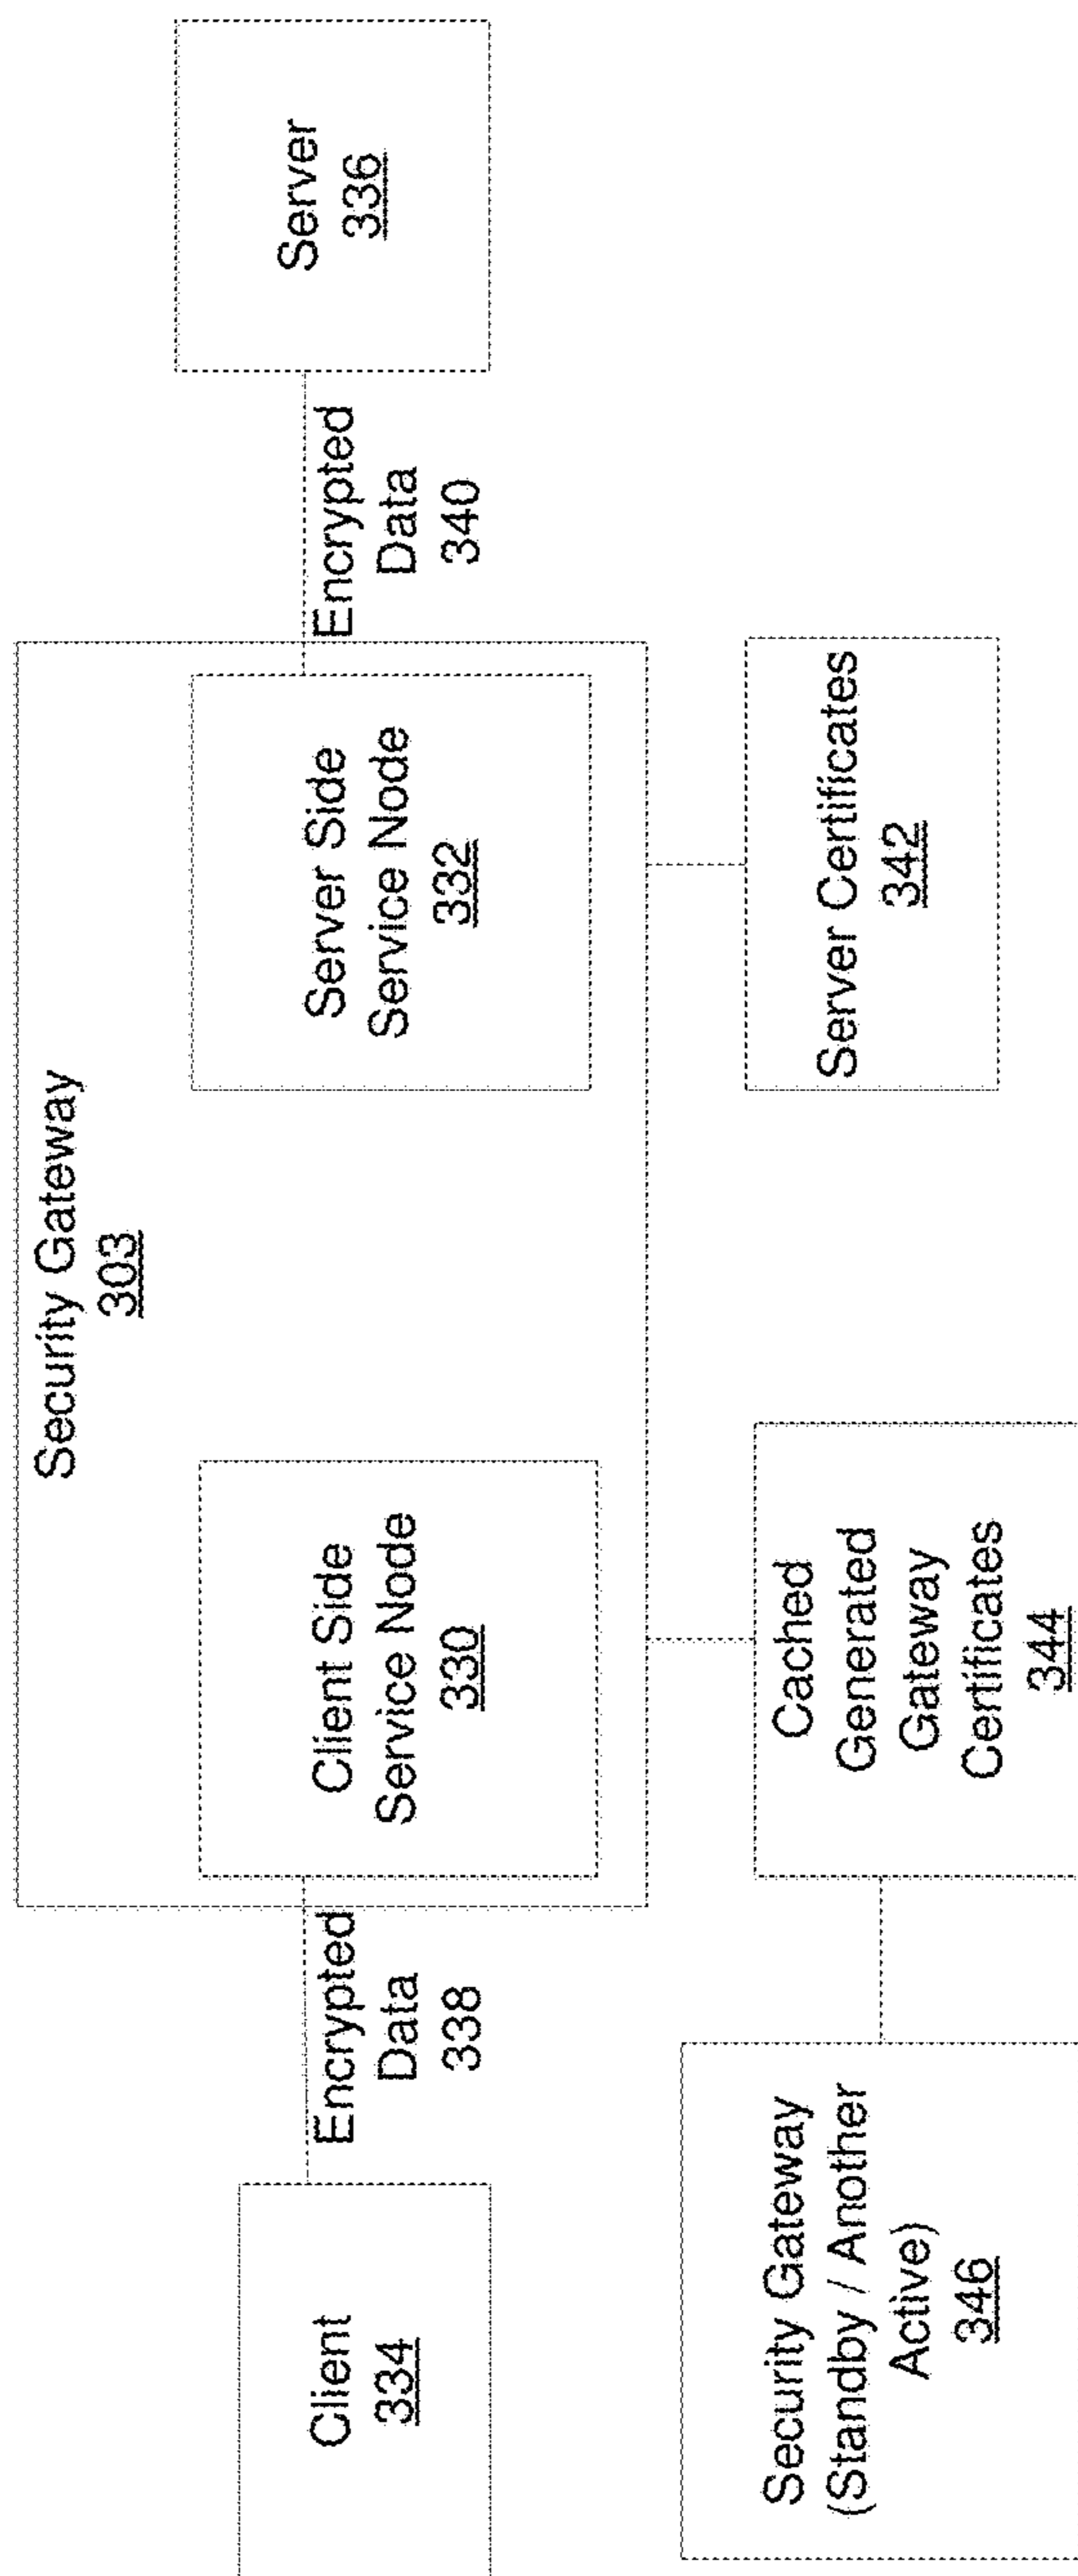 Security Gateway
303
Client
334
Encrypted
Data
338
Client Side
Service Node
330
Server Side
Service Node
332
Encrypted
Data
340
Server
336
Security Gateway
(Standby / Another
Active)
346
Cached
Generated
Gateway
Certificates
344
Server Certificates
342